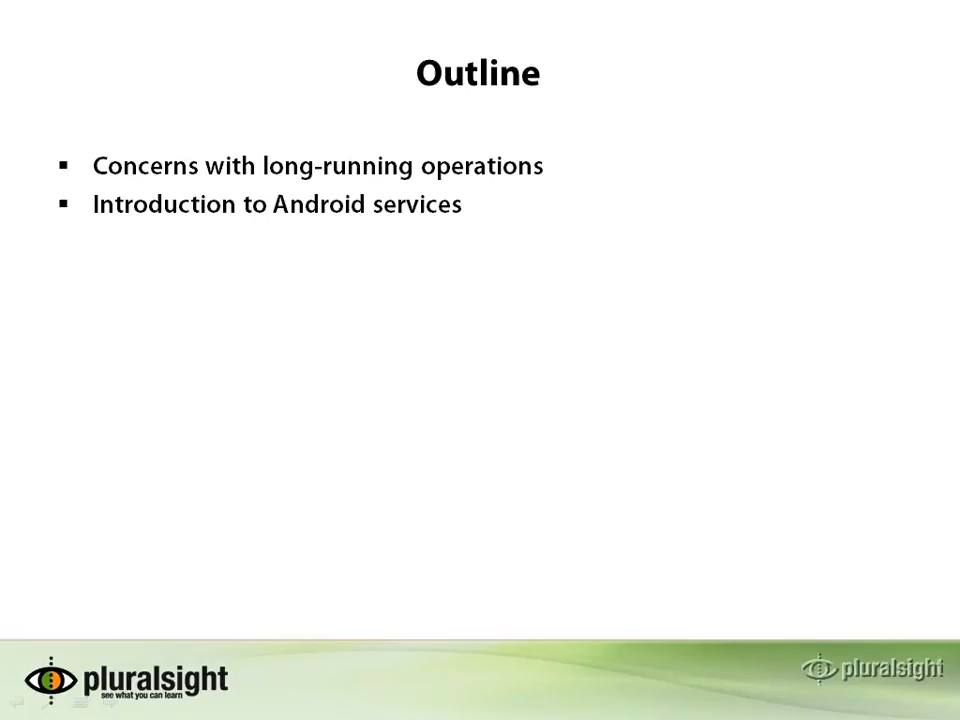 Outline
▪ Concerns with long-running operations
▪ Introduction to Android services
pluralsight
see what you can learn
pluralsight